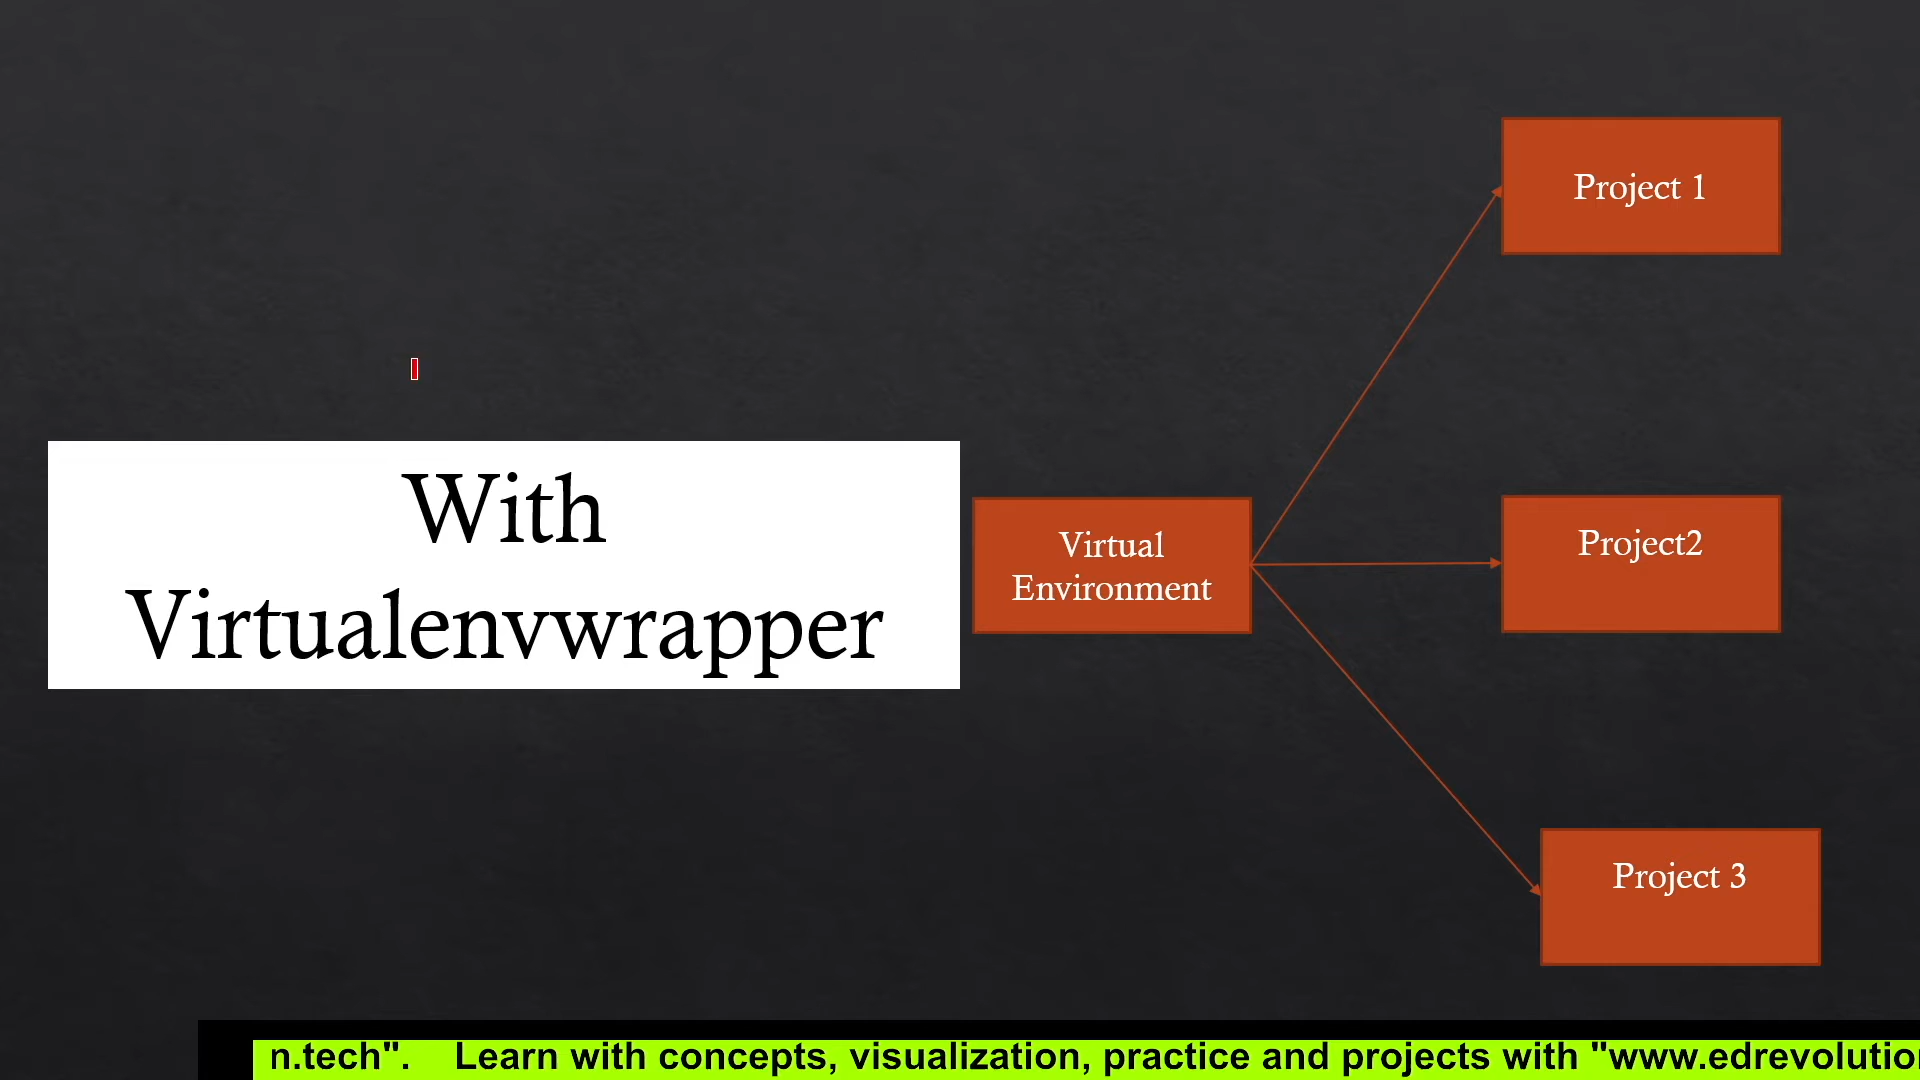 With
Virtualenvwrapper
Virtual
Environment
Project 1
Project2
Project 3
n.tech". Learn with concepts, visualization, practice and projects with "www.edrevolution